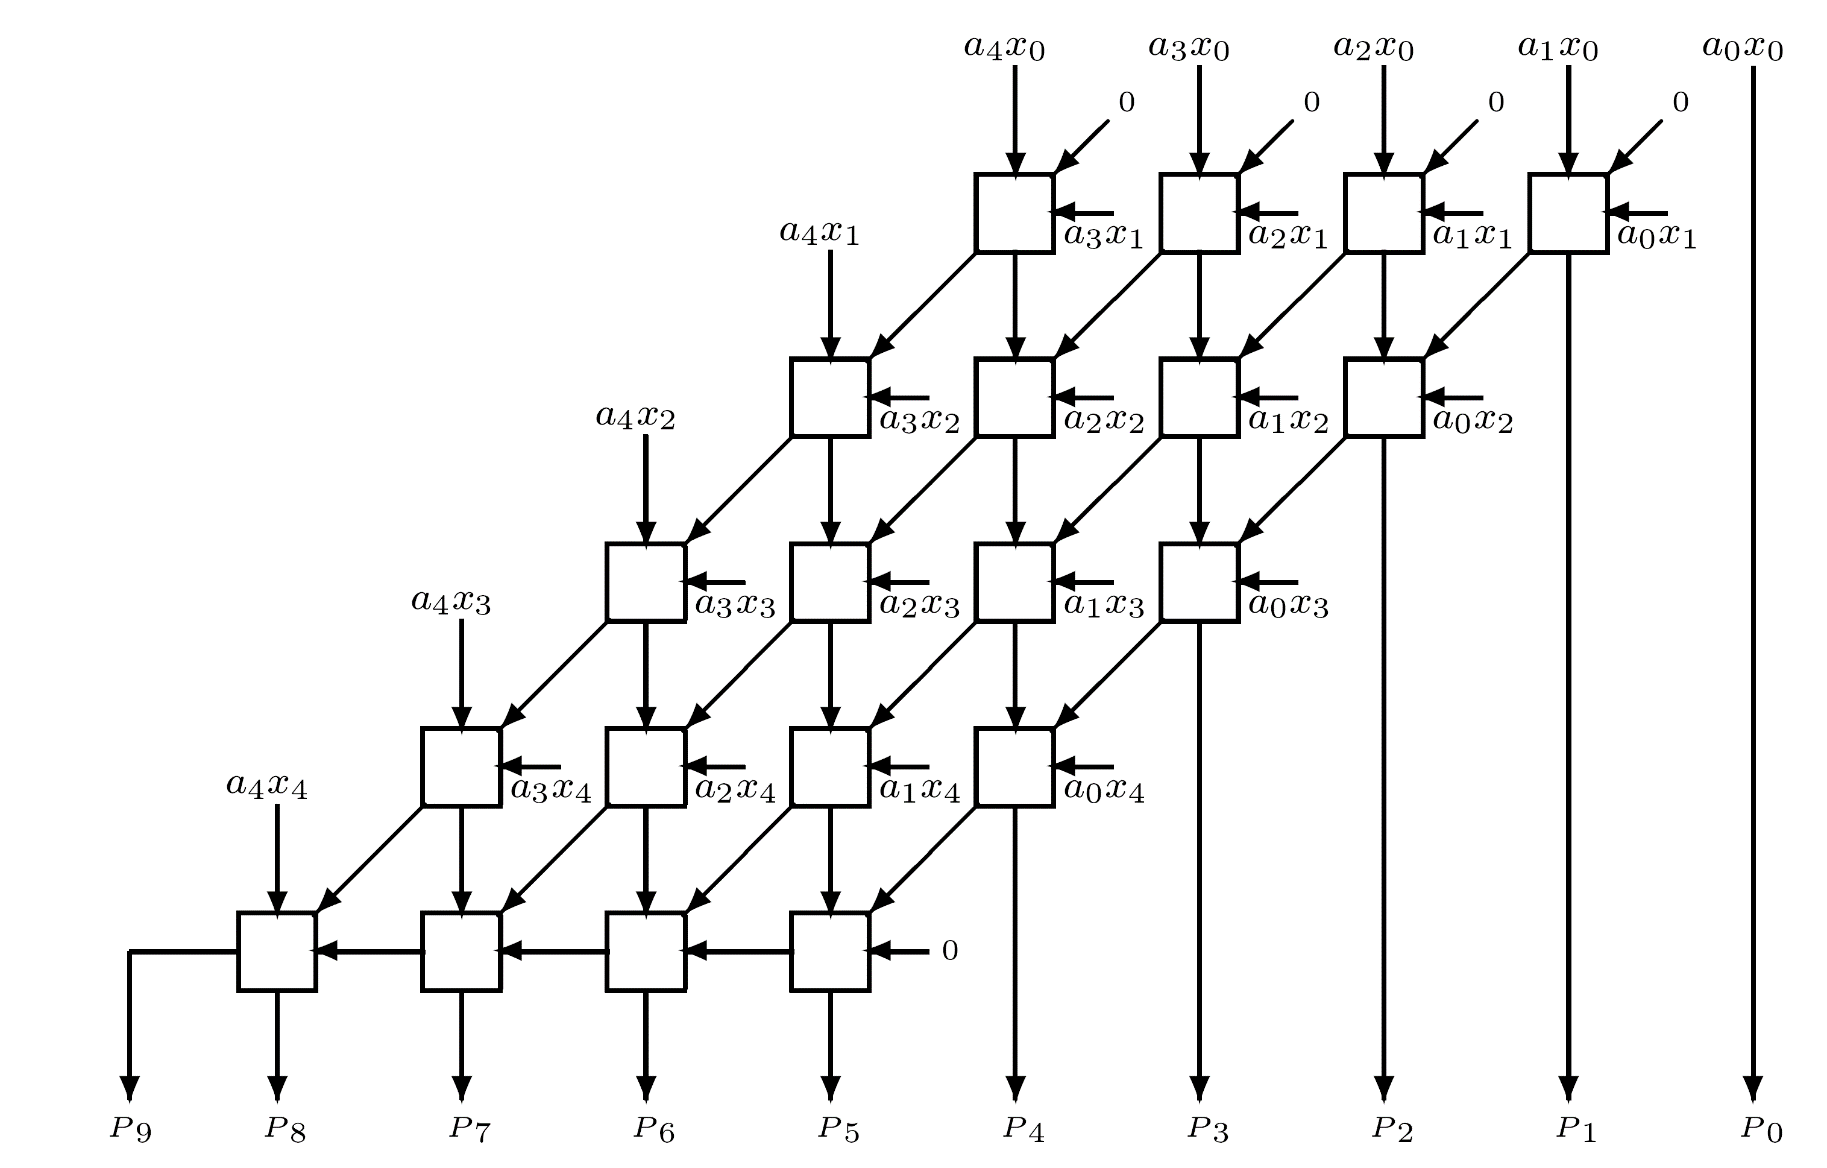 a₄x₀ a₃x₀ a₂x₀ a₁x₀ a₀x₀
0 0 0 0
a₄x₁ a₃x₁ a₂x₁ a₁x₁ a₀x₁
a₄x₂ a₃x₂ a₂x₂ a₁x₂ a₀x₂
a₄x₃ a₃x₃ a₂x₃ a₁x₃ a₀x₃
a₄x₄ a₃x₄ a₂x₄ a₁x₄ a₀x₄
0
P₉ P₈ P₇ P₆ P₅ P₄ P₃ P₂ P₁ P₀